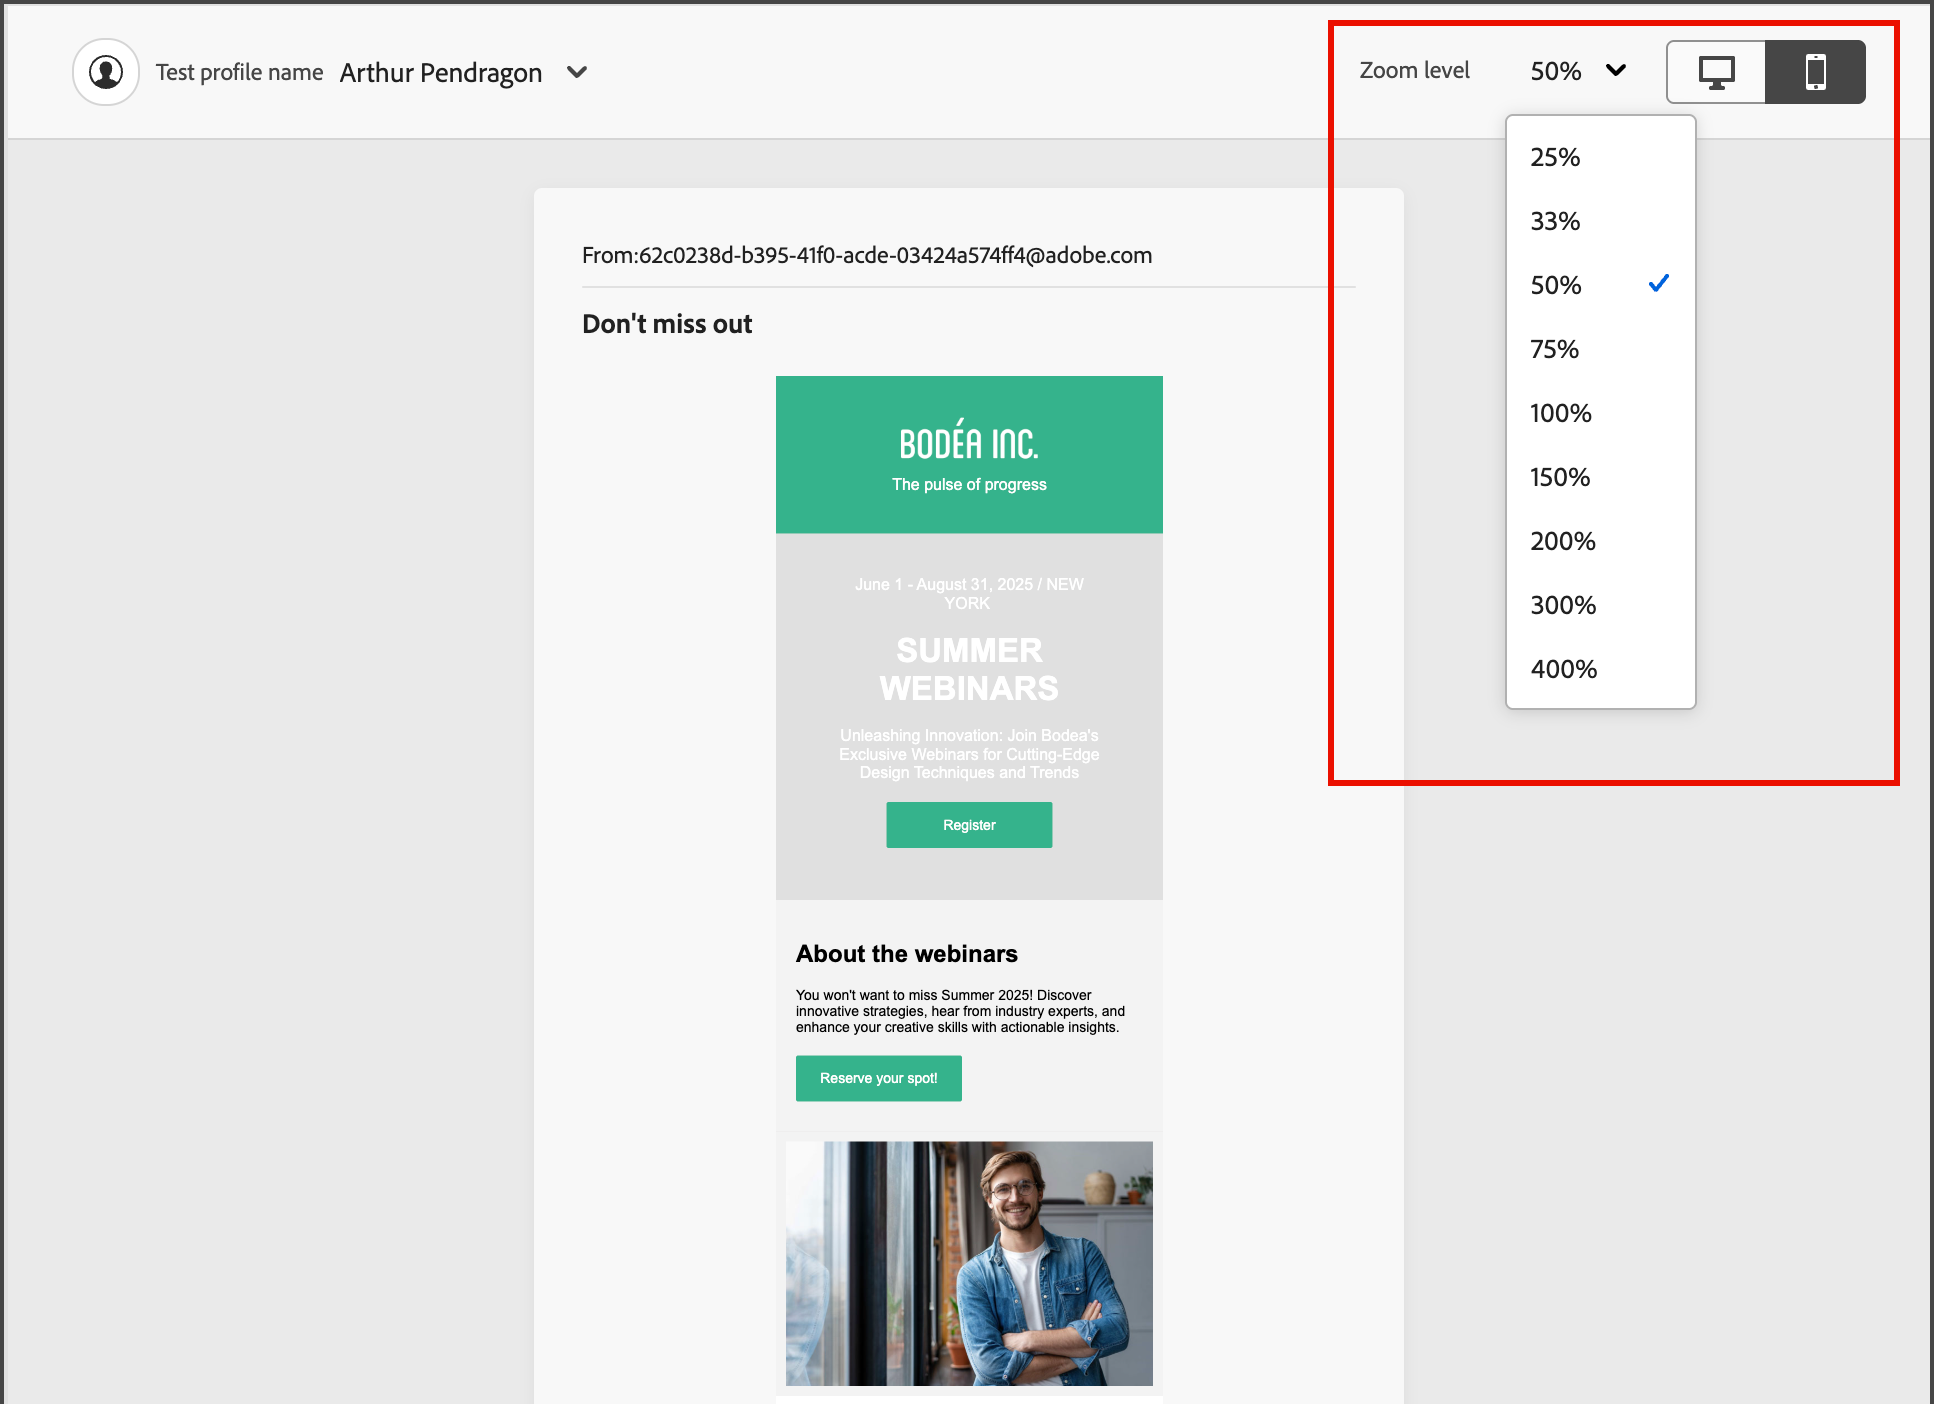 Test profile name Arthur Pendragon
Zoom level 50%
25%
33%
50%
75%
100%
150%
200%
300%
400%
From:62c0238d-b395-41f0-acde-03424a574ff4@adobe.com
Don't miss out
BODÉA INC.
The pulse of progress
June 1 - August 31, 2025 / NEW
YORK
SUMMER
WEBINARS
Unleashing Innovation: Join Bodea's
Exclusive Webinars for Cutting-Edge
Design Techniques and Trends
Register
About the webinars
You won't want to miss Summer 2025! Discover
innovative strategies, hear from industry experts, and
enhance your creative skills with actionable insights.
Reserve your spot!